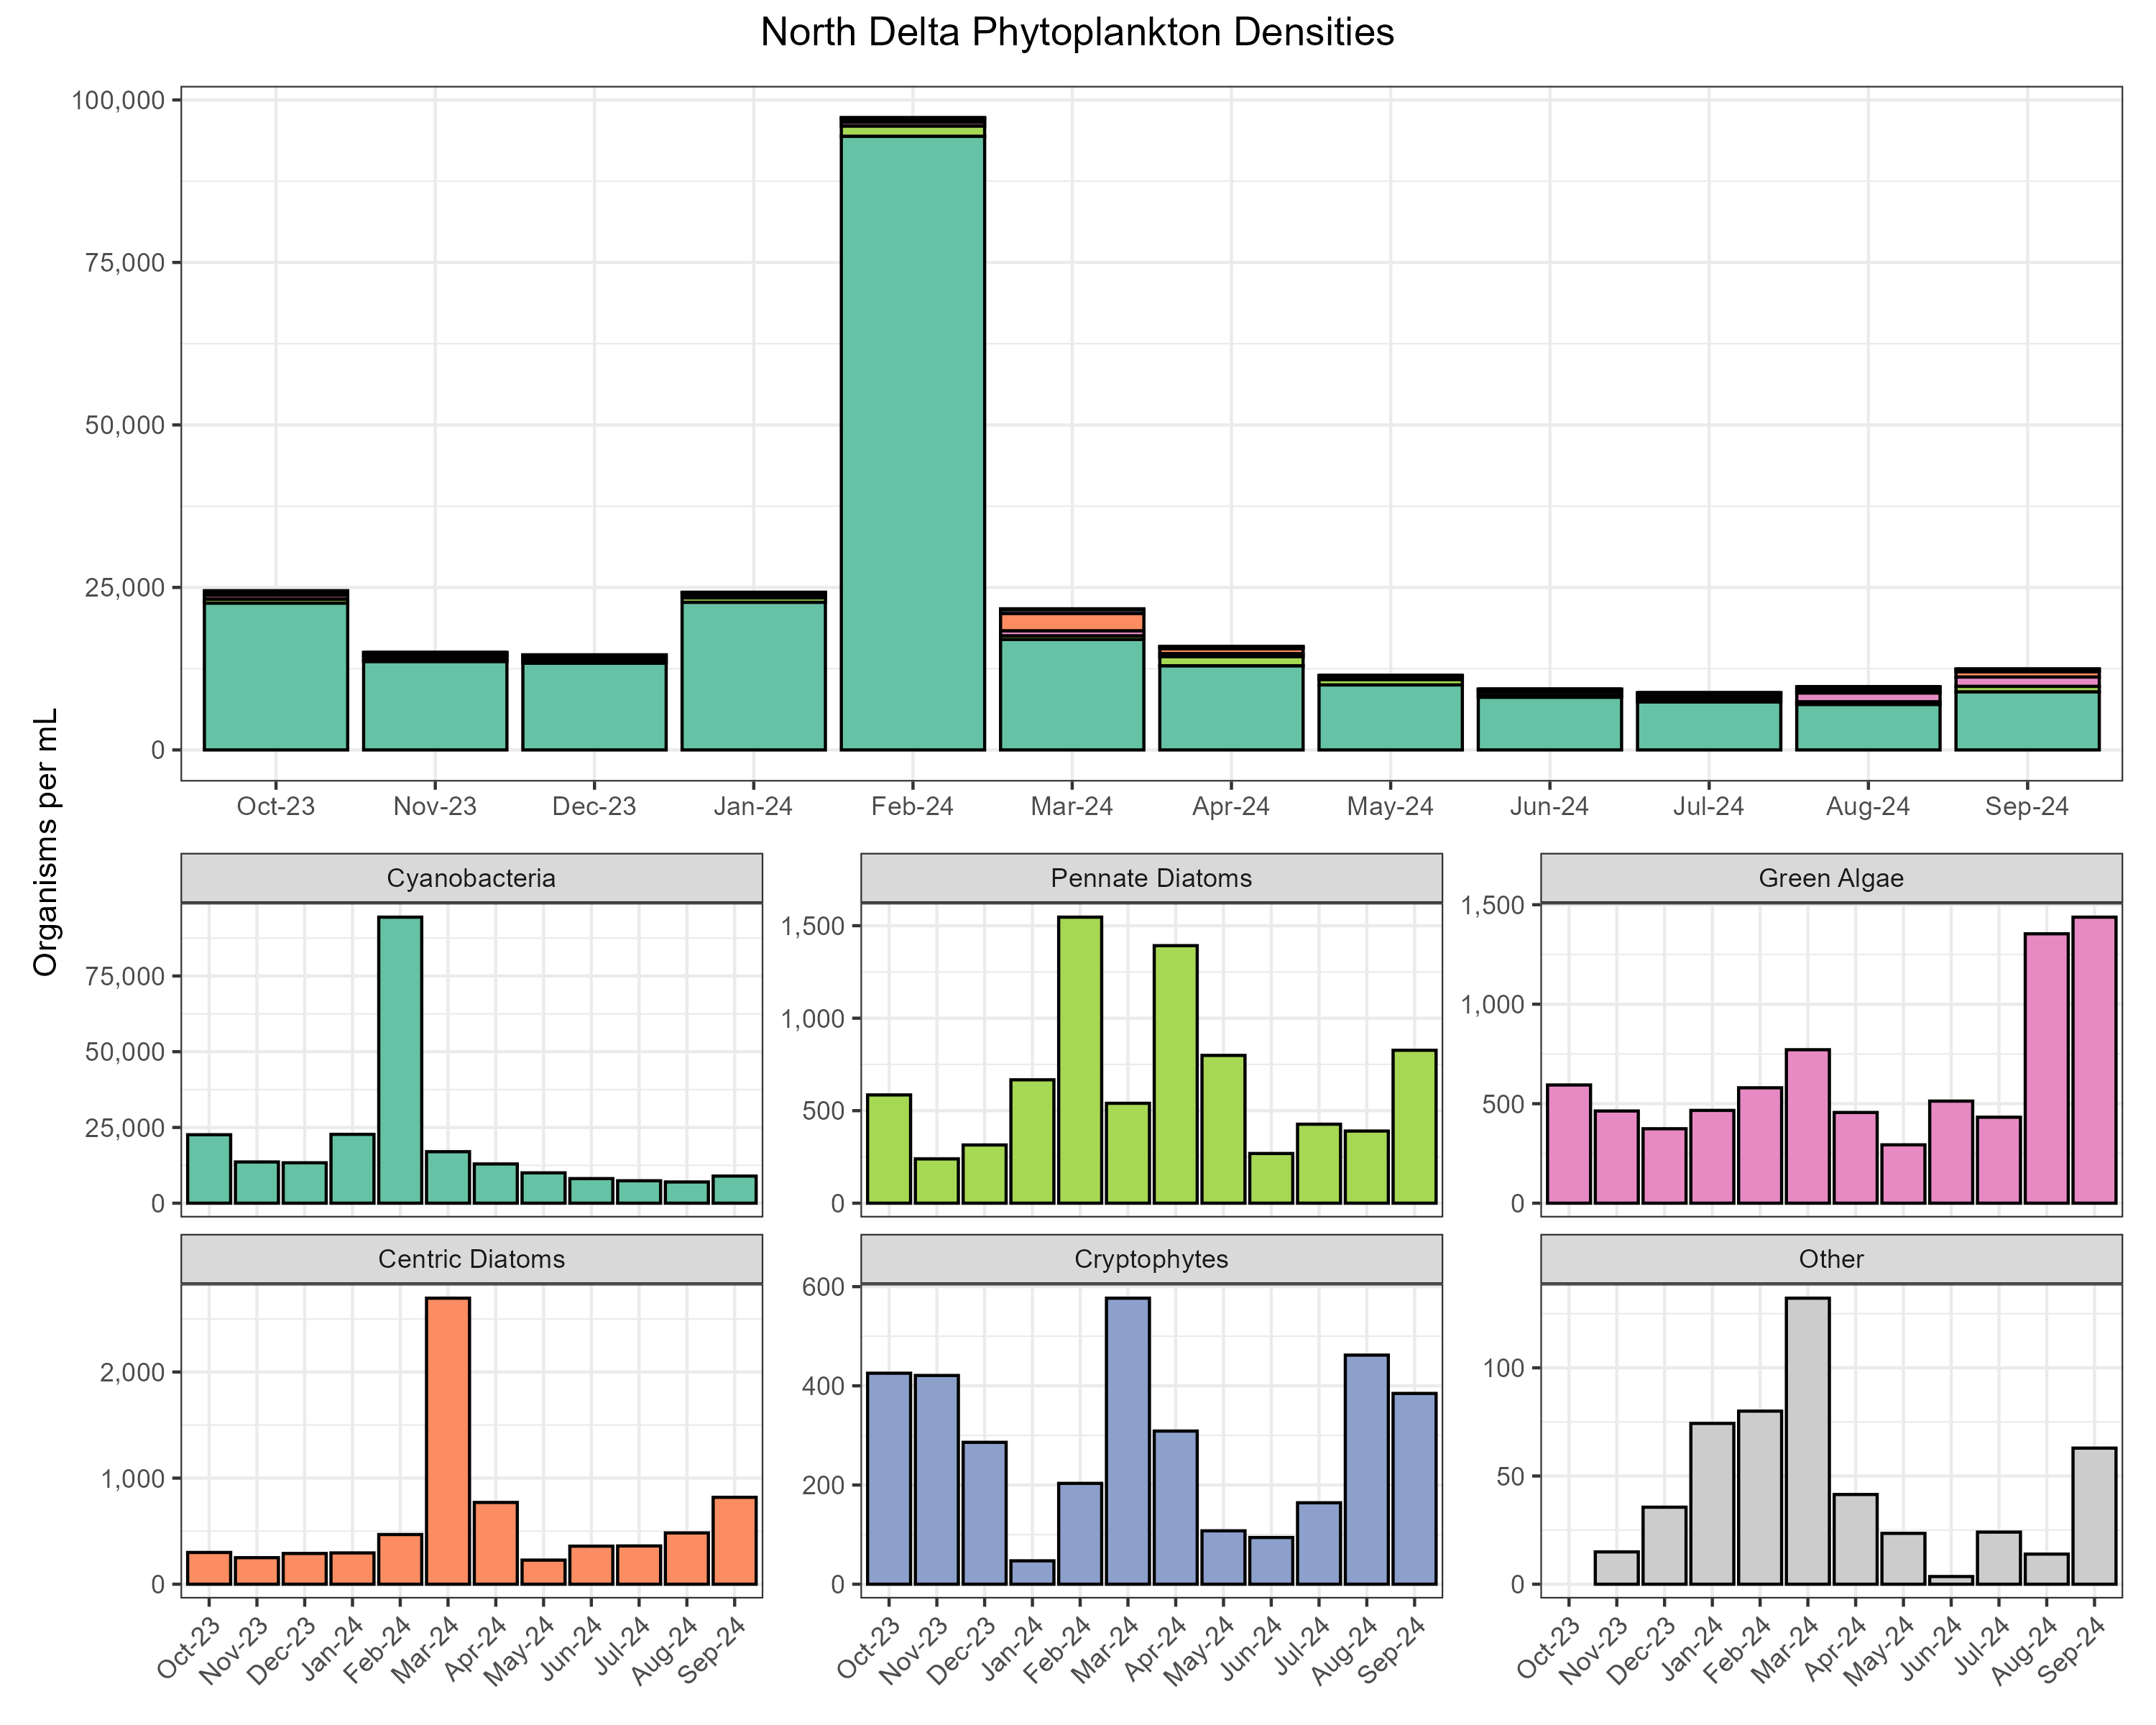 North Delta Phytoplankton Densities
Organisms per mL
100,000
75,000
50,000
25,000
0
Oct-23 Nov-23 Dec-23 Jan-24 Feb-24 Mar-24 Apr-24 May-24 Jun-24 Jul-24 Aug-24 Sep-24
Cyanobacteria
75,000
50,000
25,000
0
Pennate Diatoms
1,500
1,000
500
0
Green Algae
1,500
1,000
500
0
Centric Diatoms
2,000
1,000
0
Oct-23 Nov-23 Dec-23 Jan-24 Feb-24 Mar-24 Apr-24 May-24 Jun-24 Jul-24 Aug-24 Sep-24
Cryptophytes
600
400
200
0
Oct-23 Nov-23 Dec-23 Jan-24 Feb-24 Mar-24 Apr-24 May-24 Jun-24 Jul-24 Aug-24 Sep-24
Other
100
50
0
Oct-23 Nov-23 Dec-23 Jan-24 Feb-24 Mar-24 Apr-24 May-24 Jun-24 Jul-24 Aug-24 Sep-24